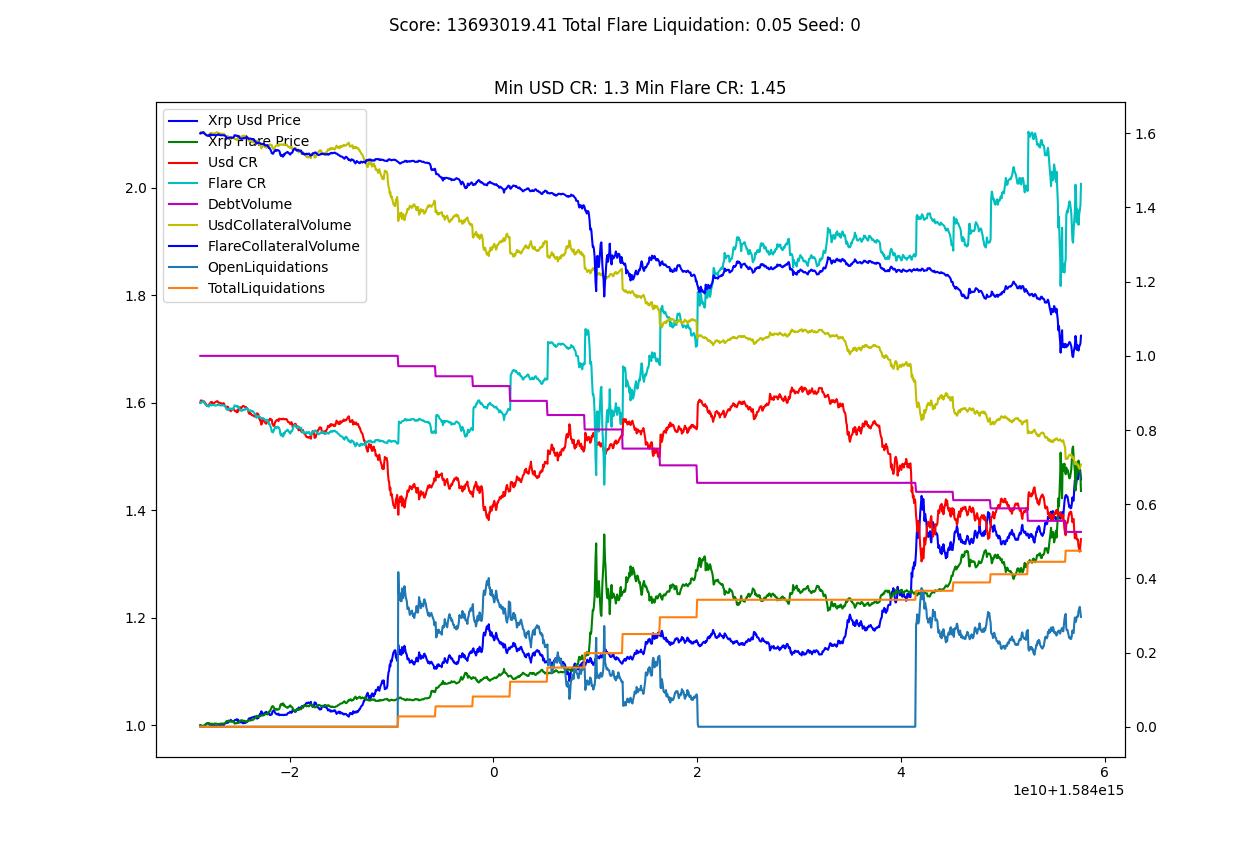 Score: 13693019.41 Total Flare Liquidation: 0.05 Seed: 0
Min USD CR: 1.3 Min Flare CR: 1.45
Xrp Usd Price
Xrp Flare Price
Usd CR
Flare CR
DebtVolume
UsdCollateralVolume
FlareCollateralVolume
OpenLiquidations
TotalLiquidations
2.0
1.8
1.6
1.4
1.2
1.0
1.6
1.4
1.2
1.0
0.8
0.6
0.4
0.2
0.0
−2 0 2 4 6
1e10+1.584e15